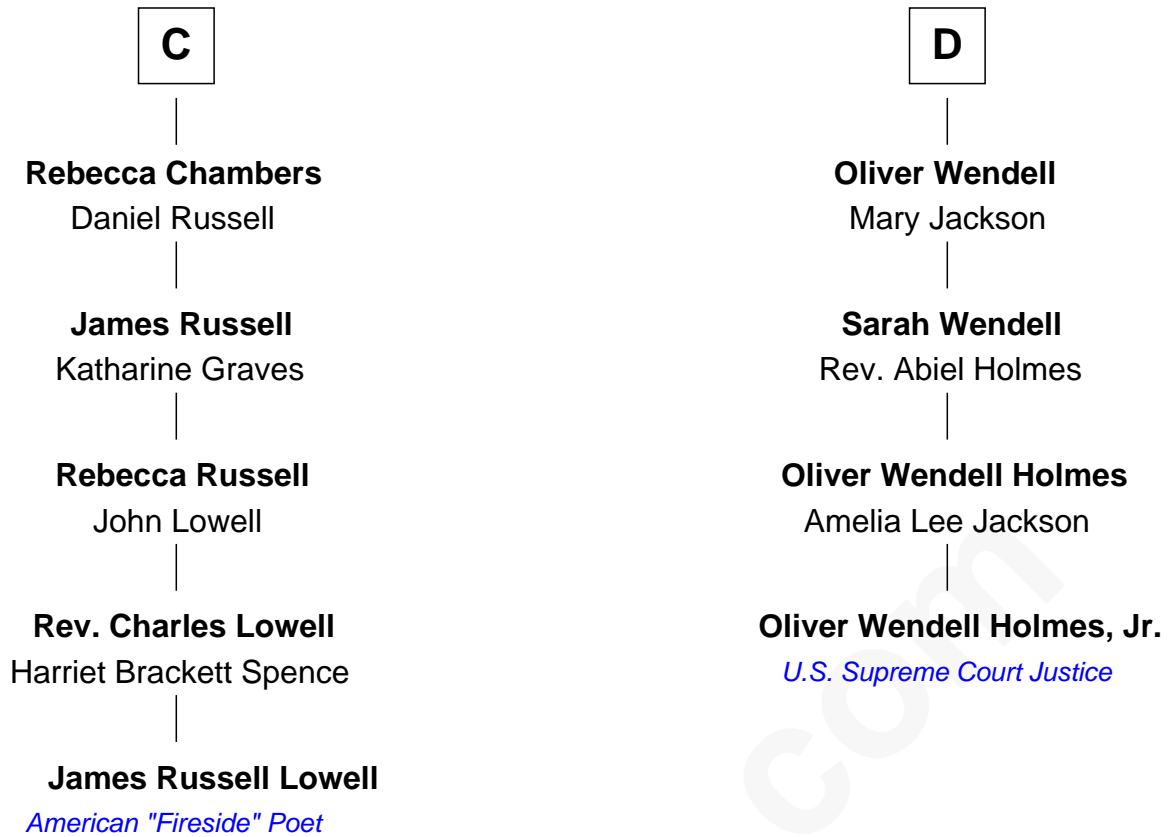 C
Rebecca Chambers
Daniel Russell
James Russell
Katharine Graves
Rebecca Russell
John Lowell
Rev. Charles Lowell
Harriet Brackett Spence
James Russell Lowell
American "Fireside" Poet
D
Oliver Wendell
Mary Jackson
Sarah Wendell
Rev. Abiel Holmes
Oliver Wendell Holmes
Amelia Lee Jackson
Oliver Wendell Holmes, Jr.
U.S. Supreme Court Justice
com